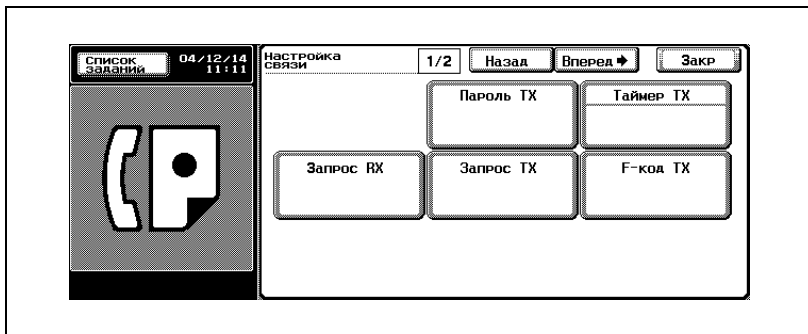 Список заданий
04/12/14
11:11
Настройка связи
1/2
Назад
Вперед
Закр
Пароль TX
Таймер TX
Запрос RX
Запрос TX
F-код TX